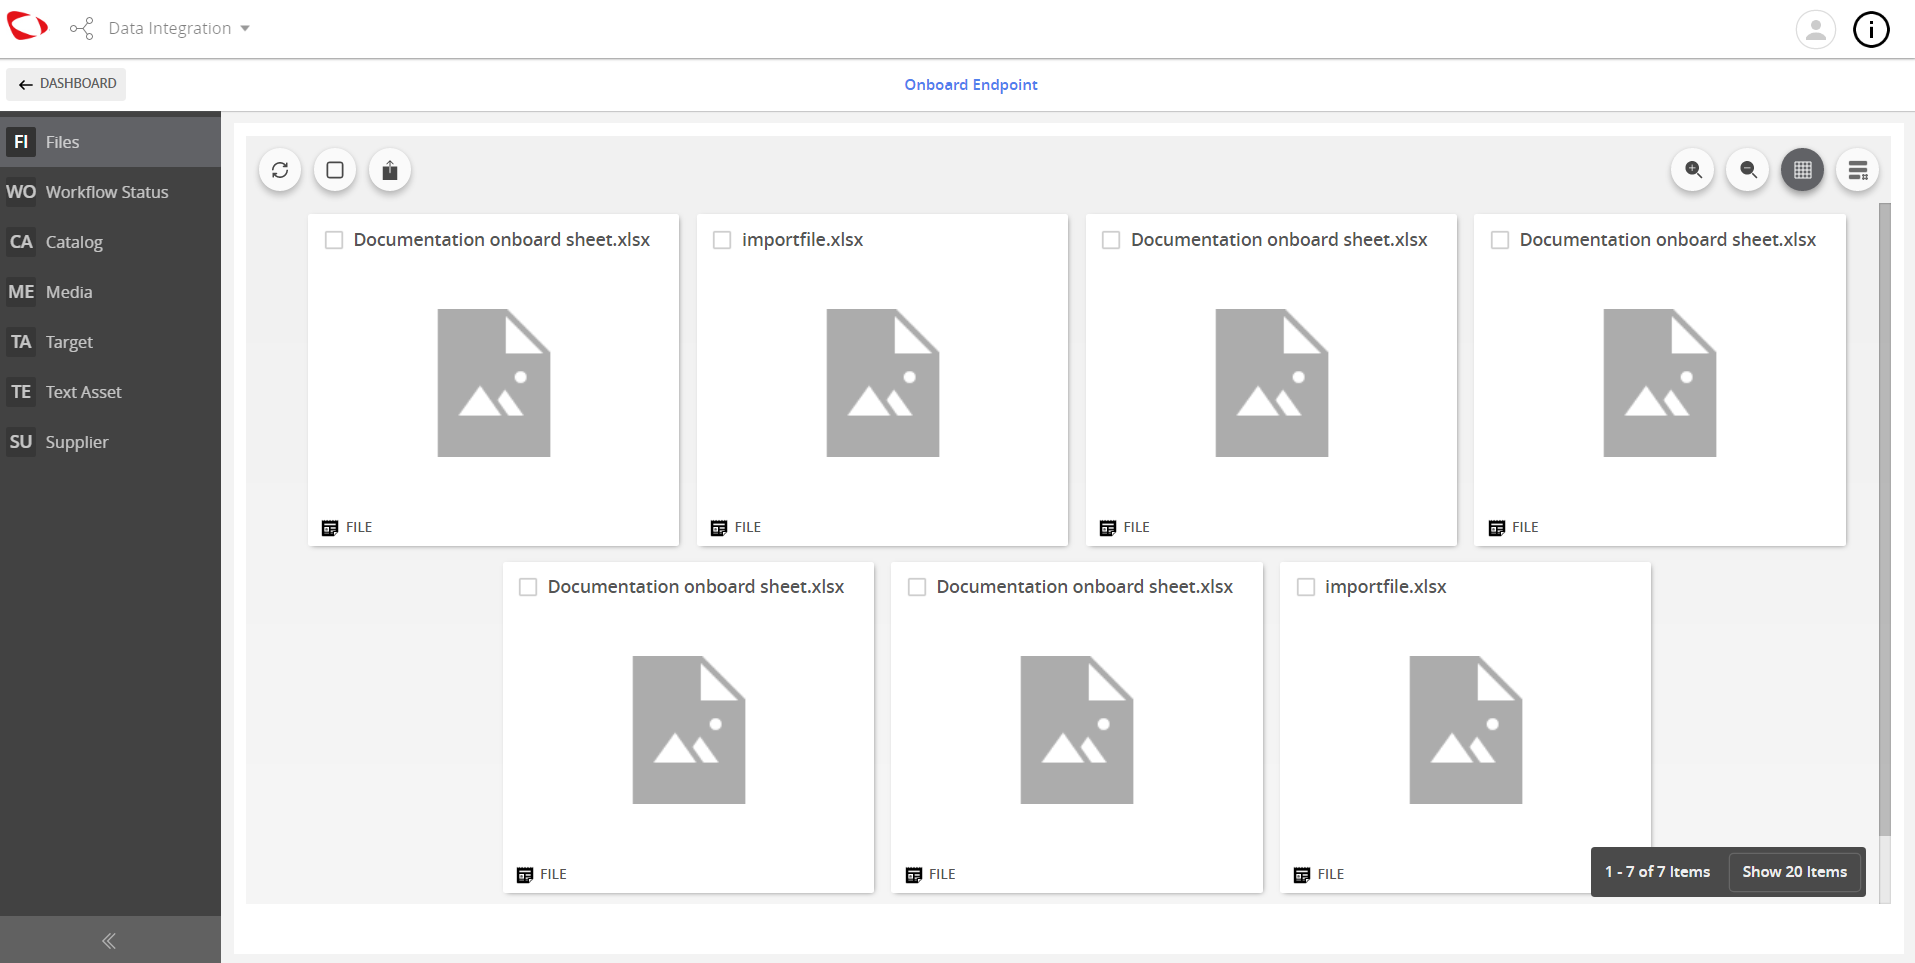 Data Integration
i
DASHBOARD
Onboard Endpoint
FI Files
WO Workflow Status
CA Catalog
ME Media
TA Target
TE Text Asset
SU Supplier
Documentation onboard sheet.xlsx
importfile.xlsx
Documentation onboard sheet.xlsx
Documentation onboard sheet.xlsx
FILE
FILE
FILE
FILE
Documentation onboard sheet.xlsx
Documentation onboard sheet.xlsx
importfile.xlsx
FILE
FILE
FILE
1 - 7 of 7 Items
Show 20 Items